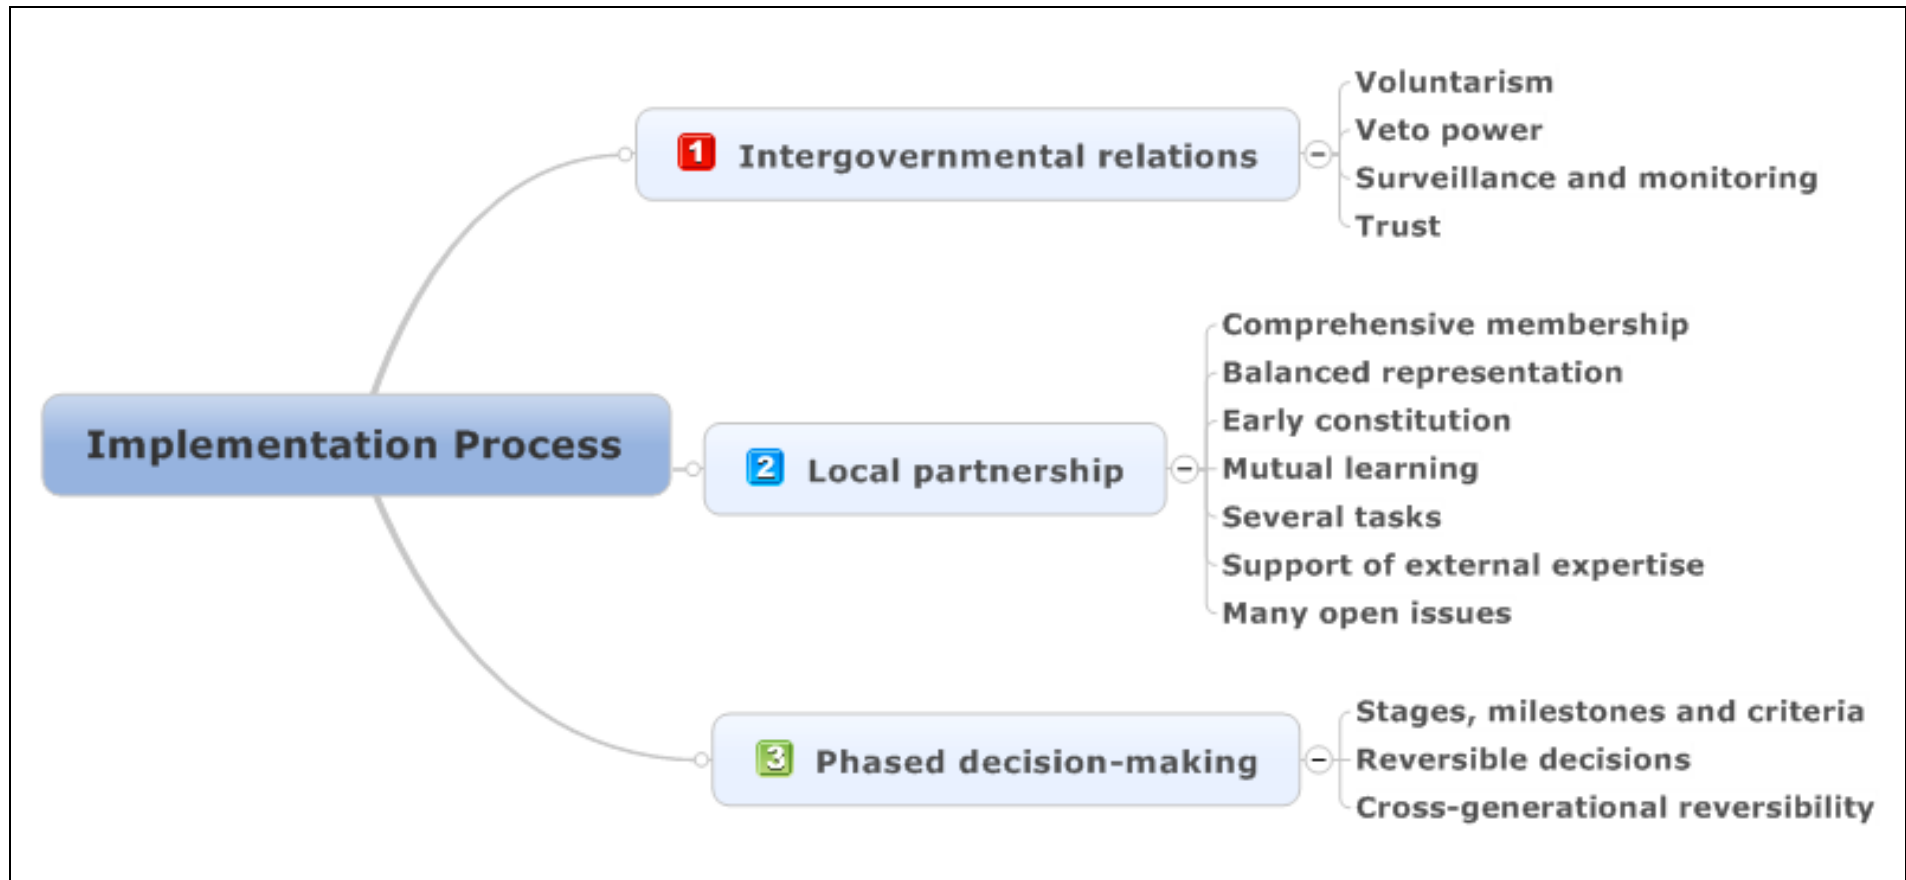 Implementation Process
1 Intergovernmental relations
Voluntarism
Veto power
Surveillance and monitoring
Trust
2 Local partnership
Comprehensive membership
Balanced representation
Early constitution
Mutual learning
Several tasks
Support of external expertise
Many open issues
3 Phased decision-making
Stages, milestones and criteria
Reversible decisions
Cross-generational reversibility